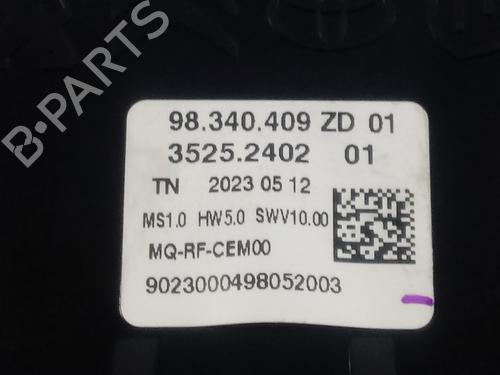 98.340.409 ZD 01
3525.2402 01
TN 2023 05 12
MS1.0 HW5.0 SWV10.00
MQ-RF-CEM00
9023000498052003
B-PARTS